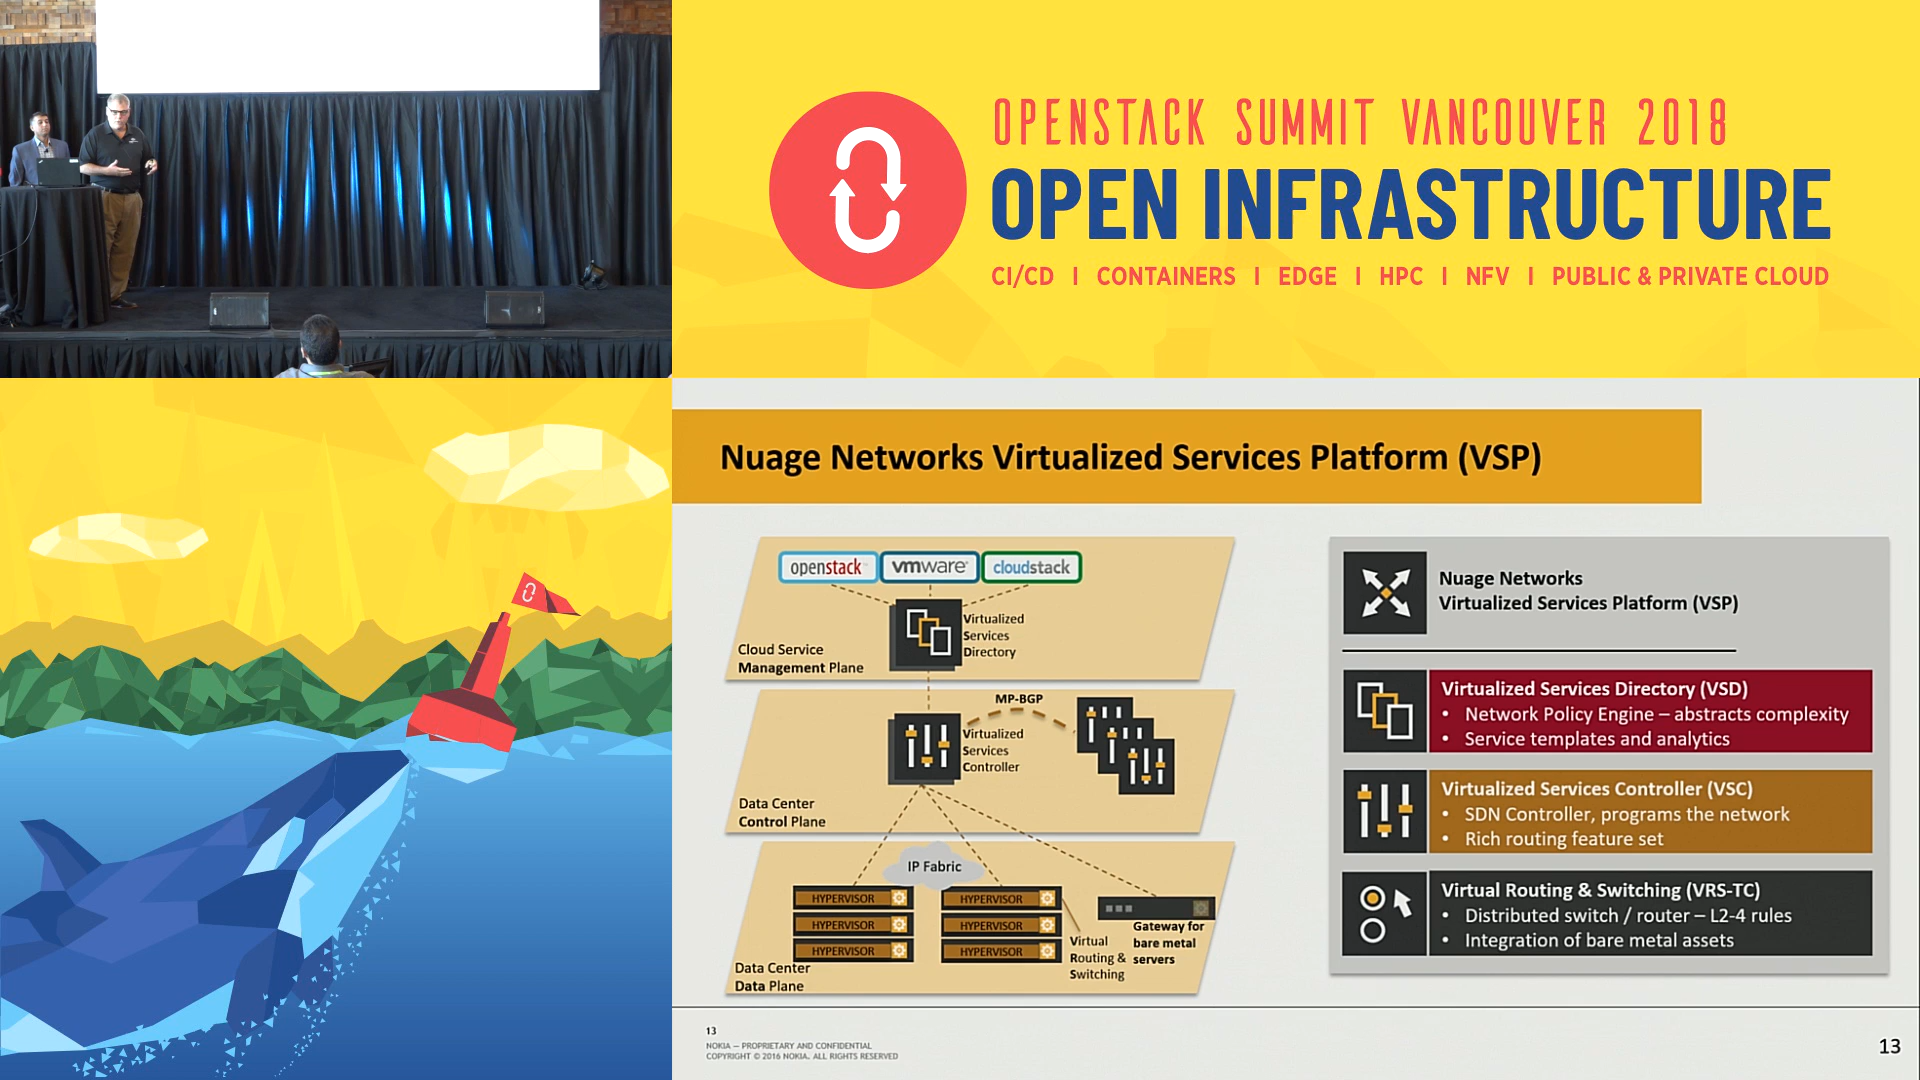 OPENSTACK SUMMIT VANCOUVER 2018
OPEN INFRASTRUCTURE
CI/CD I CONTAINERS I EDGE I HPC I NFV I PUBLIC & PRIVATE CLOUD
Nuage Networks Virtualized Services Platform (VSP)
openstack
vmware
cloudstack
Virtualized
Services
Directory
Cloud Service
Management Plane
MP-BGP
Virtualized
Services
Controller
Data Center
Control Plane
IP Fabric
HYPERVISOR
HYPERVISOR
HYPERVISOR
HYPERVISOR
HYPERVISOR
HYPERVISOR
Virtual
Routing &
Switching
Gateway for
bare metal
servers
Data Center
Data Plane
Nuage Networks
Virtualized Services Platform (VSP)
Virtualized Services Directory (VSD)
• Network Policy Engine – abstracts complexity
• Service templates and analytics
Virtualized Services Controller (VSC)
• SDN Controller, programs the network
• Rich routing feature set
Virtual Routing & Switching (VRS-TC)
• Distributed switch / router – L2-4 rules
• Integration of bare metal assets
13
NOKIA — PROPRIETARY AND CONFIDENTIAL
COPYRIGHT © 2016 NOKIA. ALL RIGHTS RESERVED
13